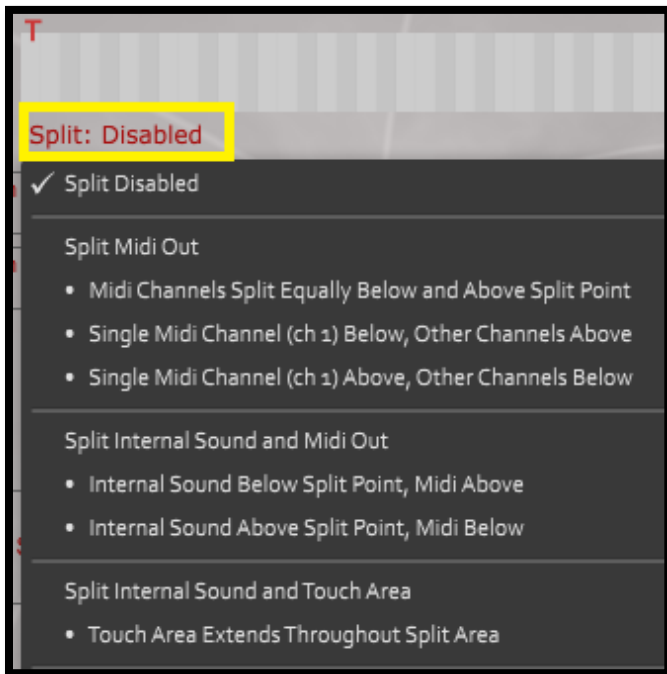 T
Split: Disabled
✓ Split Disabled
Split Midi Out
• Midi Channels Split Equally Below and Above Split Point
• Single Midi Channel (ch 1) Below, Other Channels Above
• Single Midi Channel (ch 1) Above, Other Channels Below
Split Internal Sound and Midi Out
• Internal Sound Below Split Point, Midi Above
• Internal Sound Above Split Point, Midi Below
Split Internal Sound and Touch Area
• Touch Area Extends Throughout Split Area